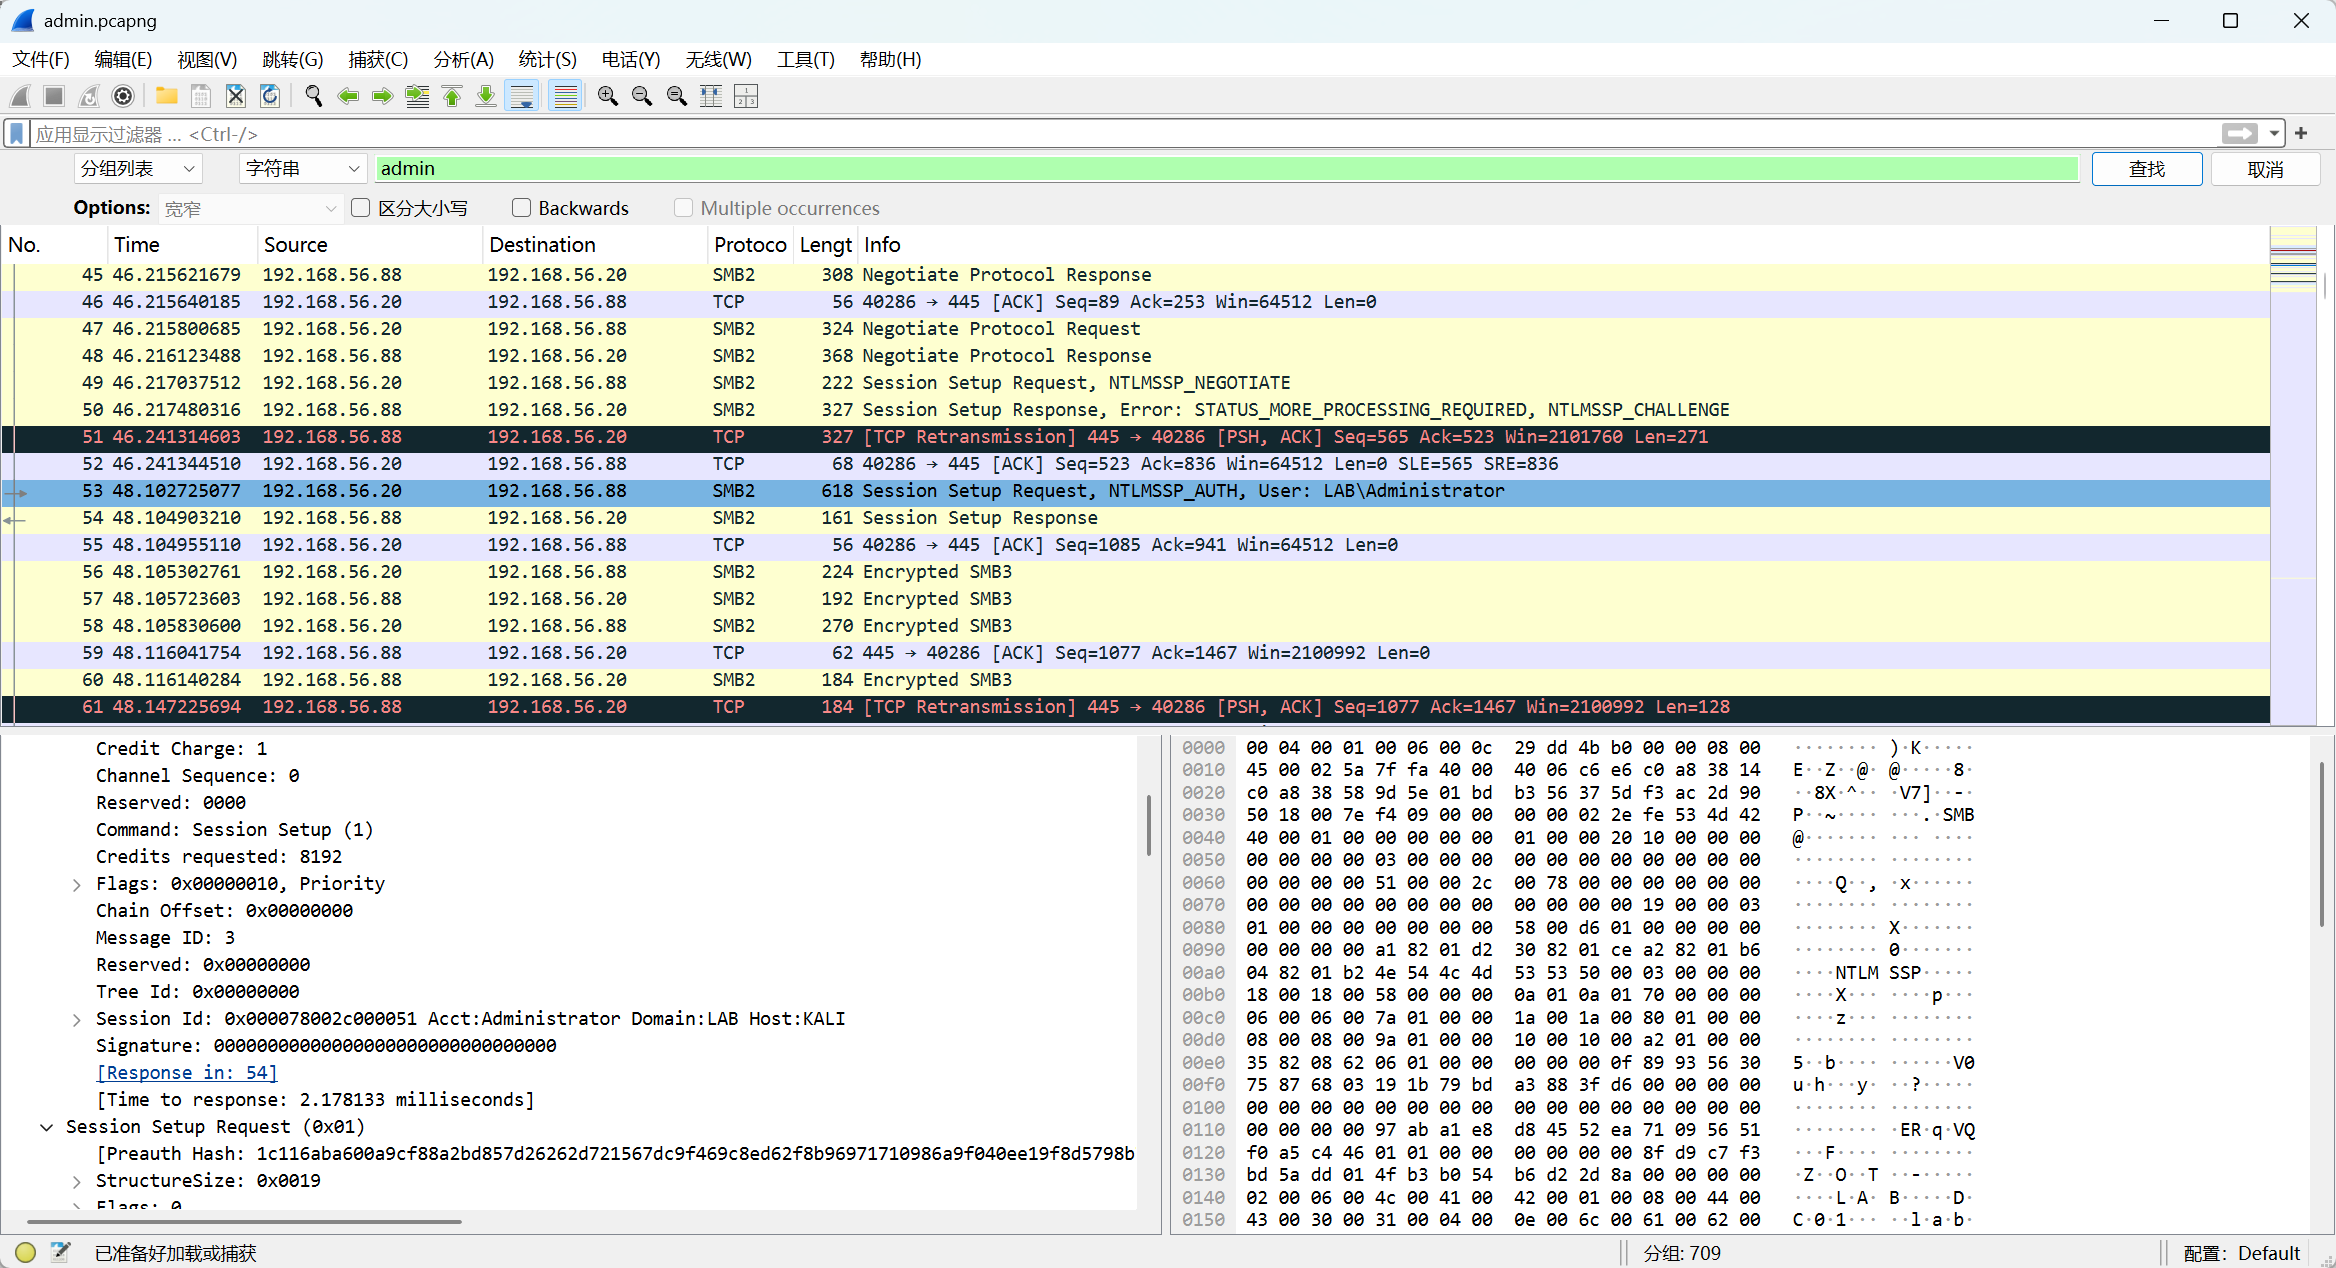 admin.pcapng
文件(F) 编辑(E) 视图(V) 跳转(G) 捕获(C) 分析(A) 统计(S) 电话(Y) 无线(W) 工具(T) 帮助(H)
应用显示过滤器 … <Ctrl-/>
分组列表 字符串 admin 查找 取消
Options: 宽窄 区分大小写 Backwards Multiple occurrences
No. Time Source Destination Protoco Lengt Info
45 46.215621679 192.168.56.88 192.168.56.20 SMB2 308 Negotiate Protocol Response
46 46.215640185 192.168.56.20 192.168.56.88 TCP 56 40286 → 445 [ACK] Seq=89 Ack=253 Win=64512 Len=0
47 46.215800685 192.168.56.20 192.168.56.88 SMB2 324 Negotiate Protocol Request
48 46.216123488 192.168.56.88 192.168.56.20 SMB2 368 Negotiate Protocol Response
49 46.217037512 192.168.56.20 192.168.56.88 SMB2 222 Session Setup Request, NTLMSSP_NEGOTIATE
50 46.217480316 192.168.56.88 192.168.56.20 SMB2 327 Session Setup Response, Error: STATUS_MORE_PROCESSING_REQUIRED, NTLMSSP_CHALLENGE
51 46.241314603 192.168.56.88 192.168.56.20 TCP 327 [TCP Retransmission] 445 → 40286 [PSH, ACK] Seq=565 Ack=523 Win=2101760 Len=271
52 46.241344510 192.168.56.20 192.168.56.88 TCP 68 40286 → 445 [ACK] Seq=523 Ack=836 Win=64512 Len=0 SLE=565 SRE=836
53 48.102725077 192.168.56.20 192.168.56.88 SMB2 618 Session Setup Request, NTLMSSP_AUTH, User: LAB\Administrator
54 48.104903210 192.168.56.88 192.168.56.20 SMB2 161 Session Setup Response
55 48.104955110 192.168.56.20 192.168.56.88 TCP 56 40286 → 445 [ACK] Seq=1085 Ack=941 Win=64512 Len=0
56 48.105302761 192.168.56.20 192.168.56.88 SMB2 224 Encrypted SMB3
57 48.105723603 192.168.56.88 192.168.56.20 SMB2 192 Encrypted SMB3
58 48.105830600 192.168.56.20 192.168.56.88 SMB2 270 Encrypted SMB3
59 48.116041754 192.168.56.88 192.168.56.20 TCP 62 445 → 40286 [ACK] Seq=1077 Ack=1467 Win=2100992 Len=0
60 48.116140284 192.168.56.88 192.168.56.20 SMB2 184 Encrypted SMB3
61 48.147225694 192.168.56.88 192.168.56.20 TCP 184 [TCP Retransmission] 445 → 40286 [PSH, ACK] Seq=1077 Ack=1467 Win=2100992 Len=128
Credit Charge: 1
Channel Sequence: 0
Reserved: 0000
Command: Session Setup (1)
Credits requested: 8192
Flags: 0x00000010, Priority
Chain Offset: 0x00000000
Message ID: 3
Reserved: 0x00000000
Tree Id: 0x00000000
Session Id: 0x000078002c000051 Acct:Administrator Domain:LAB Host:KALI
Signature: 00000000000000000000000000000000
[Response in: 54]
[Time to response: 2.178133 milliseconds]
Session Setup Request (0x01)
[Preauth Hash: 1c116aba600a9cf88a2bd857d26262d721567dc9f469c8ed62f8b96971710986a9f040ee19f8d5798b
StructureSize: 0x0019
Flags: 0
0000 00 04 00 01 00 06 00 0c 29 dd 4b b0 00 00 08 00 ········ )·K·····
0010 45 00 02 5a 7f fa 40 00 40 06 c6 e6 c0 a8 38 14 E··Z··@· @·····8·
0020 c0 a8 38 58 9d 5e 01 bd b3 56 37 5d f3 ac 2d 90 ··8X·^·· ·V7]··-·
0030 50 18 00 7e f4 09 00 00 00 00 02 2e fe 53 4d 42 P··~···· ···.·SMB
0040 40 00 01 00 00 00 00 00 01 00 00 20 10 00 00 00 @······· ··· ····
0050 00 00 00 00 03 00 00 00 00 00 00 00 00 00 00 00 ········ ········
0060 00 00 00 00 51 00 00 2c 00 78 00 00 00 00 00 00 ····Q··, ·x······
0070 00 00 00 00 00 00 00 00 00 00 00 00 19 00 00 03 ········ ········
0080 01 00 00 00 00 00 00 00 58 00 d6 01 00 00 00 00 ········ X·······
0090 00 00 00 00 a1 82 01 d2 30 82 01 ce a2 82 01 b6 ········ 0·······
00a0 04 82 01 b2 4e 54 4c 4d 53 53 50 00 03 00 00 00 ····NTLM SSP·····
00b0 18 00 18 00 58 00 00 00 0a 01 0a 01 70 00 00 00 ····X··· ····p···
00c0 06 00 06 00 7a 01 00 00 1a 00 1a 00 80 01 00 00 ····z··· ········
00d0 08 00 08 00 9a 01 00 00 10 00 10 00 a2 01 00 00 ········ ········
00e0 35 82 08 62 06 01 00 00 00 00 00 0f 89 93 56 30 5··b···· ······V0
00f0 75 87 68 03 19 1b 79 bd a3 88 3f d6 00 00 00 00 u·h···y· ··?·····
0100 00 00 00 00 00 00 00 00 00 00 00 00 00 00 00 00 ········ ········
0110 00 00 00 00 97 ab a1 e8 d8 45 52 ea 71 09 56 51 ········ ·ER·q·VQ
0120 f0 a5 c4 46 01 01 00 00 00 00 00 00 8f d9 c7 f3 ···F···· ········
0130 bd 5a dd 01 4f b3 b0 54 b6 d2 2d 8a 00 00 00 00 ·Z··O··T ··-·····
0140 02 00 06 00 4c 00 41 00 42 00 01 00 08 00 44 00 ····L·A· B·····D·
0150 43 00 30 00 31 00 04 00 0e 00 6c 00 61 00 62 00 C·0·1··· ··l·a·b·
已准备好加载或捕获 分组: 709 配置: Default